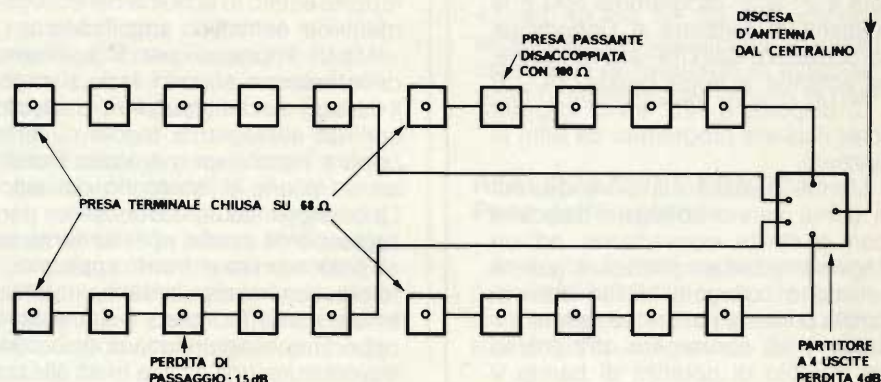 DISCESA
D'ANTENNA
DAL CENTRALINO
PRESA PASSANTE
DISACCOPPIATA
CON 100 Ω
PRESA TERMINALE CHIUSA SU 68 Ω
PERDITA DI
PASSAGGIO: 1,5 dB
PARTITORE
A 4 USCITE
PERDITA 4dB